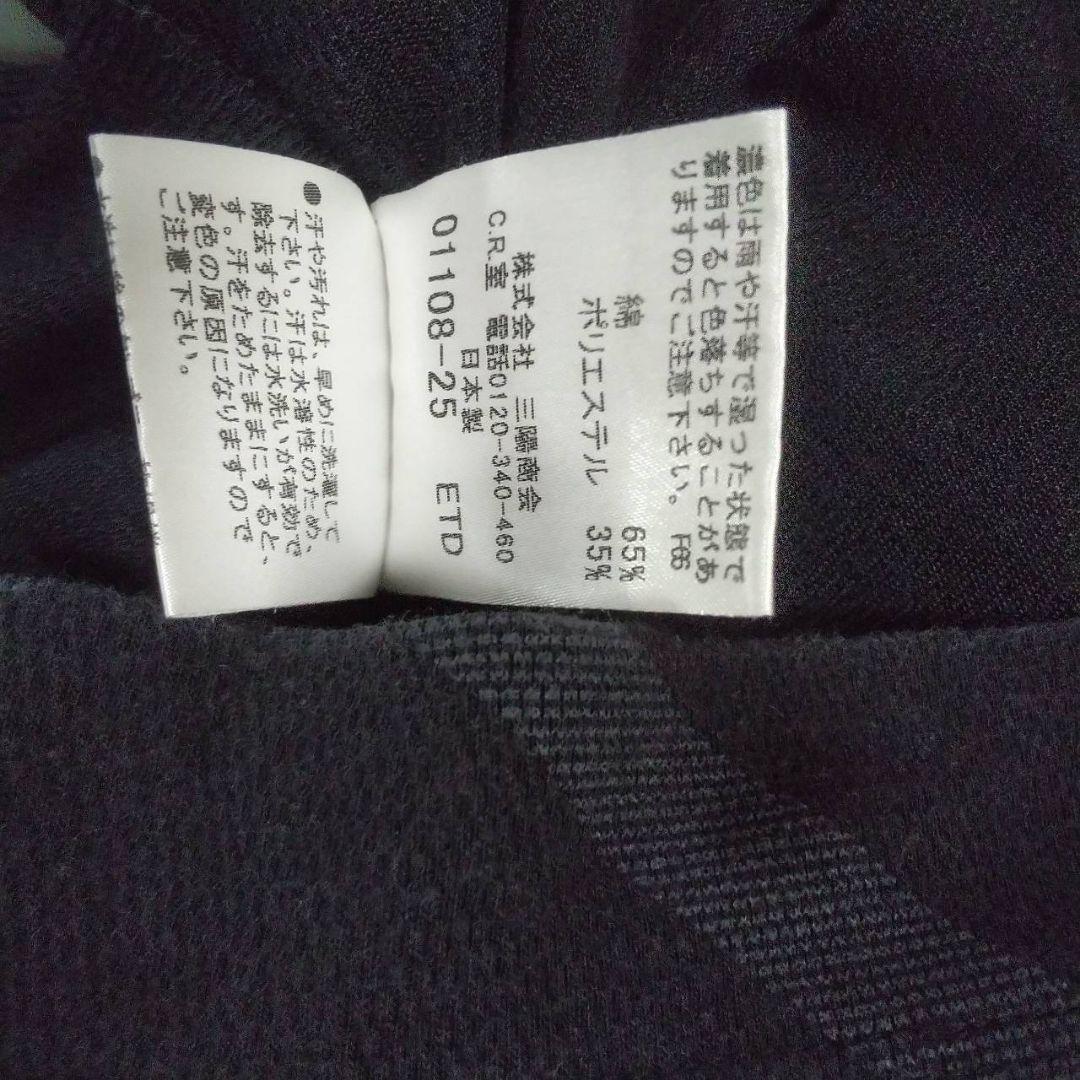 濃色は雨や汗等で湿った状態で
着用すると色落ちすることがあ
りますのでご注意下さい。 F66
綿 65%
ポリエステル 35%
株式会社 三陽商会
C.R.室 電話0120-340-460
日本製
01108-25 ETD
●汗や汚れは、早めに洗濯して
下さい。汗は水溶性のため、
除去するには水洗いが有効で
す。汗をためたままにすると、
変色の原因になりますので
ご注意下さい。